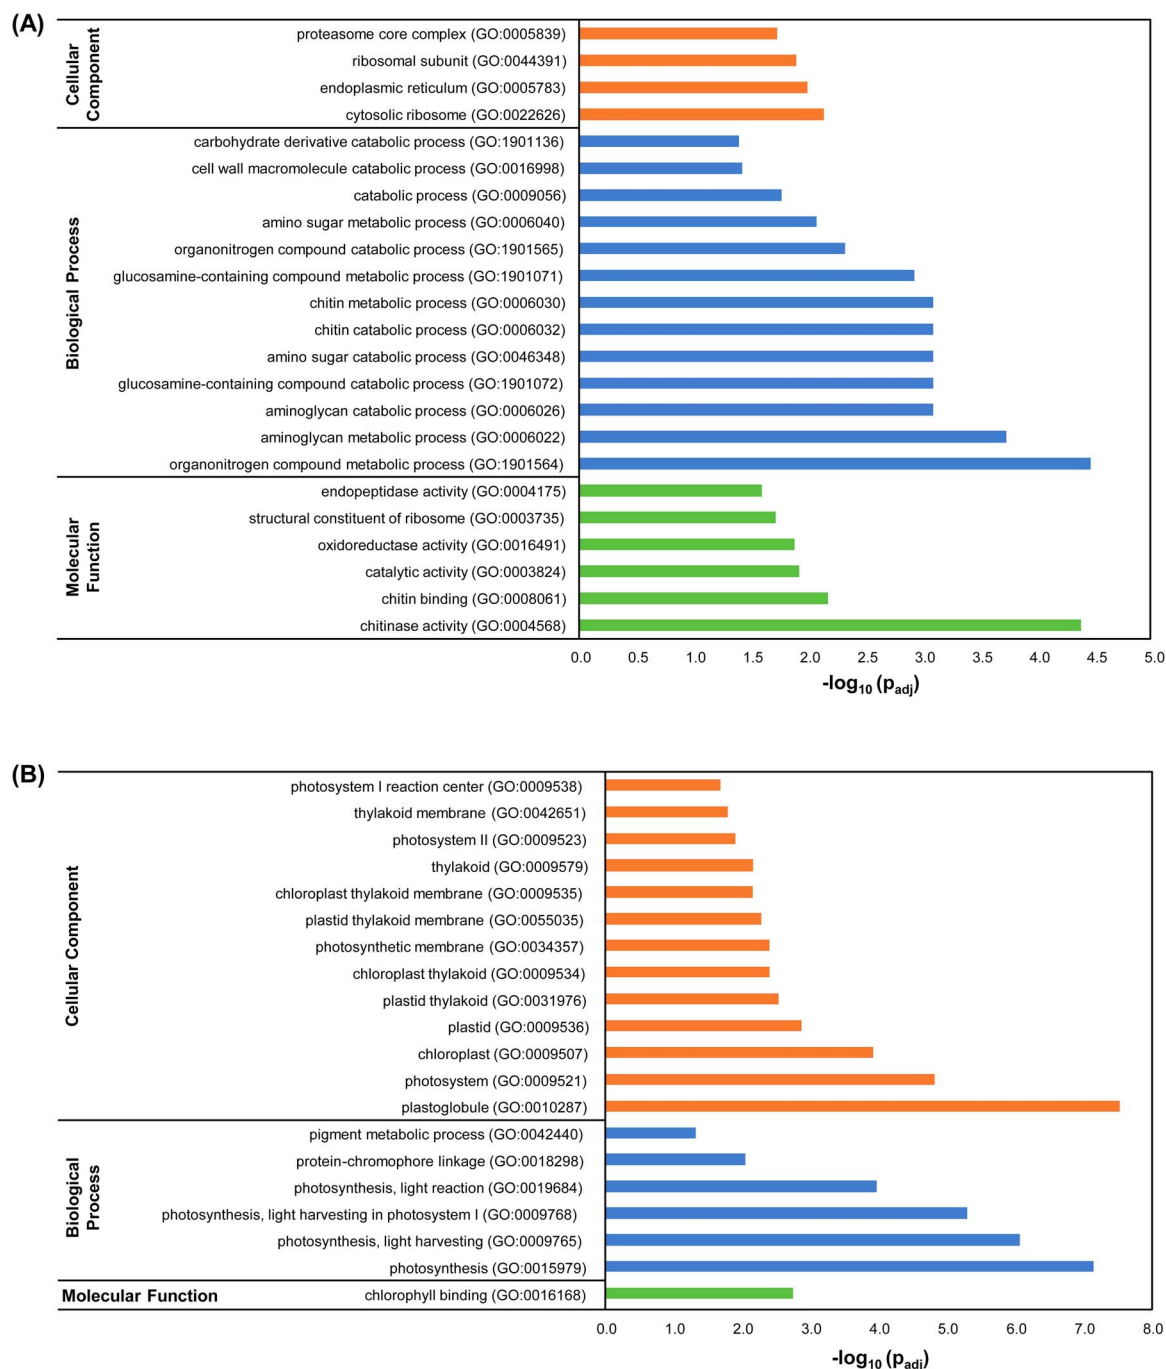 (A)
Cellular
Component
proteasome core complex (GO:0005839)
ribosomal subunit (GO:0044391)
endoplasmic reticulum (GO:0005783)
cytosolic ribosome (GO:0022626)
Biological Process
carbohydrate derivative catabolic process (GO:1901136)
cell wall macromolecule catabolic process (GO:0016998)
catabolic process (GO:0009056)
amino sugar metabolic process (GO:0006040)
organonitrogen compound catabolic process (GO:1901565)
glucosamine-containing compound metabolic process (GO:1901071)
chitin metabolic process (GO:0006030)
chitin catabolic process (GO:0006032)
amino sugar catabolic process (GO:0046348)
glucosamine-containing compound catabolic process (GO:1901072)
aminoglycan catabolic process (GO:0006026)
aminoglycan metabolic process (GO:0006022)
organonitrogen compound metabolic process (GO:1901564)
Molecular
Function
endopeptidase activity (GO:0004175)
structural constituent of ribosome (GO:0003735)
oxidoreductase activity (GO:0016491)
catalytic activity (GO:0003824)
chitin binding (GO:0008061)
chitinase activity (GO:0004568)
0.0 0.5 1.0 1.5 2.0 2.5 3.0 3.5 4.0 4.5 5.0
-log10 (padj)
(B)
Cellular Component
photosystem I reaction center (GO:0009538)
thylakoid membrane (GO:0042651)
photosystem II (GO:0009523)
thylakoid (GO:0009579)
chloroplast thylakoid membrane (GO:0009535)
plastid thylakoid membrane (GO:0055035)
photosynthetic membrane (GO:0034357)
chloroplast thylakoid (GO:0009534)
plastid thylakoid (GO:0031976)
plastid (GO:0009536)
chloroplast (GO:0009507)
photosystem (GO:0009521)
plastoglobule (GO:0010287)
Biological
Process
pigment metabolic process (GO:0042440)
protein-chromophore linkage (GO:0018298)
photosynthesis, light reaction (GO:0019684)
photosynthesis, light harvesting in photosystem I (GO:0009768)
photosynthesis, light harvesting (GO:0009765)
photosynthesis (GO:0015979)
Molecular Function
chlorophyll binding (GO:0016168)
0.0 1.0 2.0 3.0 4.0 5.0 6.0 7.0 8.0
-log10 (padj)